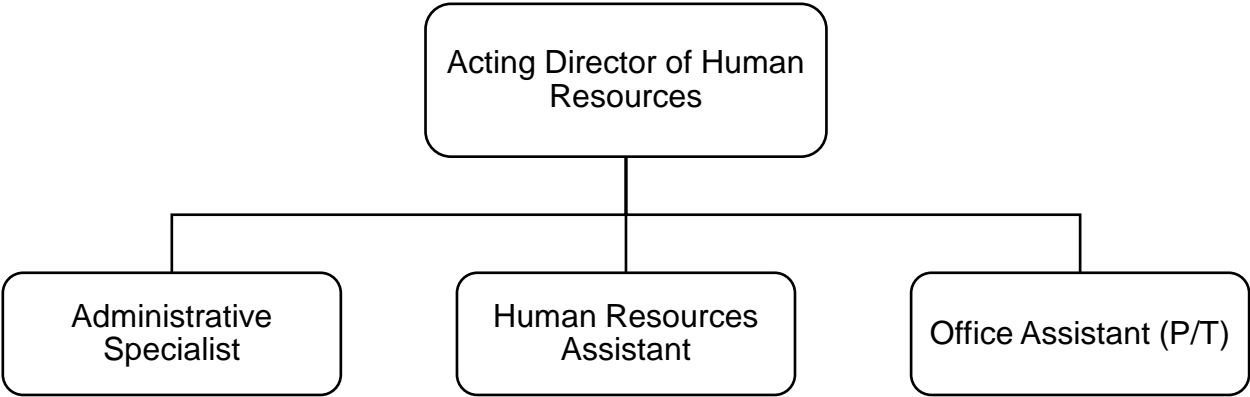 Acting Director of Human
Resources
Administrative
Specialist
Human Resources
Assistant
Office Assistant (P/T)